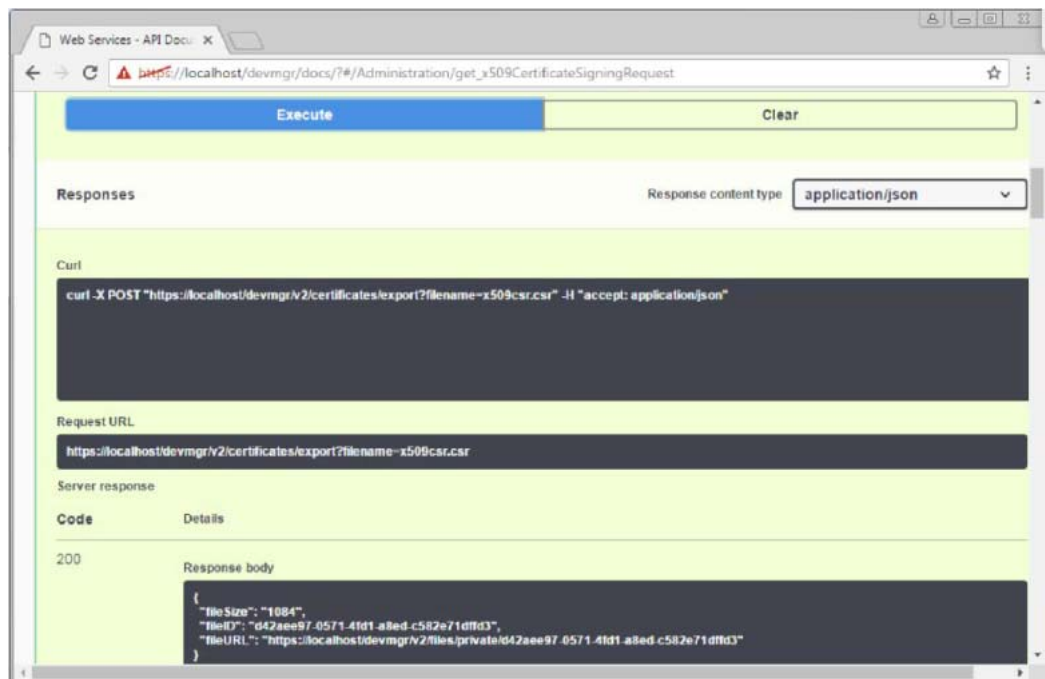 Web Services - API Docu
https://localhost/devmgr/docs/?#/Administration/get_x509CertificateSigningRequest
Execute Clear
Responses Response content type application/json
Curl
curl -X POST "https://localhost/devmgr/v2/certificates/export?filename=x509csr.csr" -H "accept: application/json"
Request URL
https://localhost/devmgr/v2/certificates/export?filename=x509csr.csr
Server response
Code Details
200
Response body
{
"fileSize": "1084",
"fileID": "d42aee97-0571-4fd1-a8ed-c582e71dffd3",
"fileURL": "https://localhost/devmgr/v2/files/private/d42aee97-0571-4fd1-a8ed-c582e71dffd3"
}